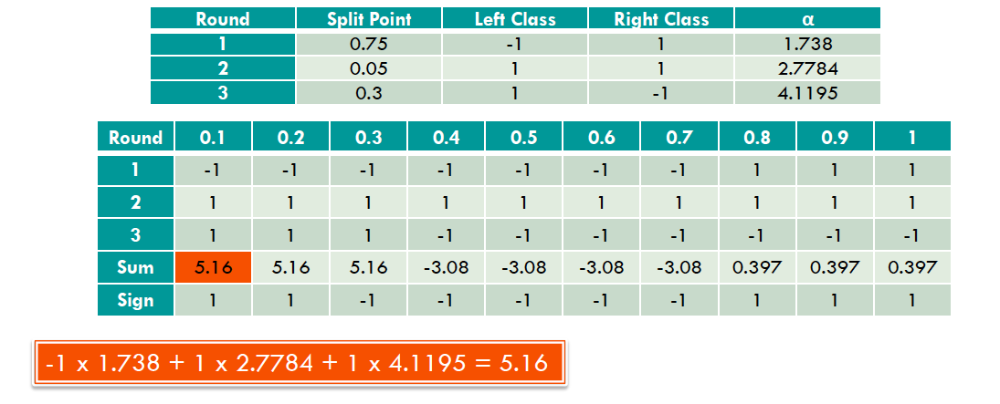 Round Split Point Left Class Right Class α
1 0.75 -1 1 1.738
2 0.05 1 1 2.7784
3 0.3 1 -1 4.1195
Round 0.1 0.2 0.3 0.4 0.5 0.6 0.7 0.8 0.9 1
1 -1 -1 -1 -1 -1 -1 -1 1 1 1
2 1 1 1 1 1 1 1 1 1 1
3 1 1 1 -1 -1 -1 -1 -1 -1 -1
Sum 5.16 5.16 5.16 -3.08 -3.08 -3.08 -3.08 0.397 0.397 0.397
Sign 1 1 -1 -1 -1 -1 -1 1 1 1
-1 x 1.738 + 1 x 2.7784 + 1 x 4.1195 = 5.16